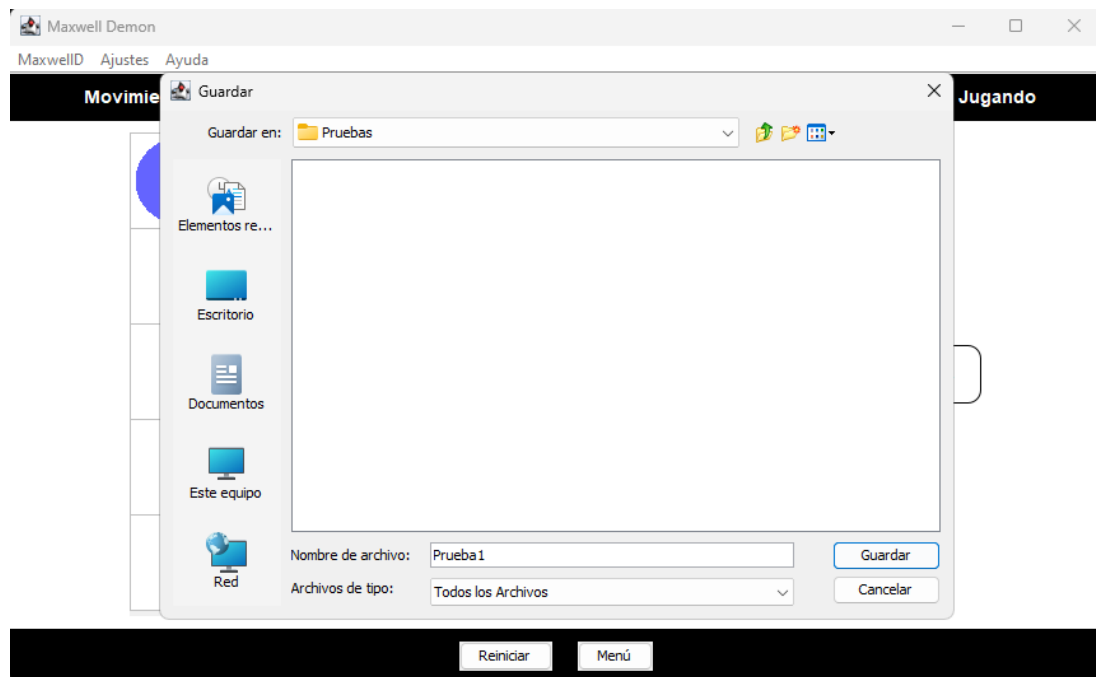 Maxwell Demon
MaxwellD Ajustes Ayuda
Movimie
Jugando
Guardar
Guardar en: Pruebas
Elementos re...
Escritorio
Documentos
Este equipo
Red
Nombre de archivo: Prueba1
Guardar
Archivos de tipo: Todos los Archivos
Cancelar
Reiniciar Menú